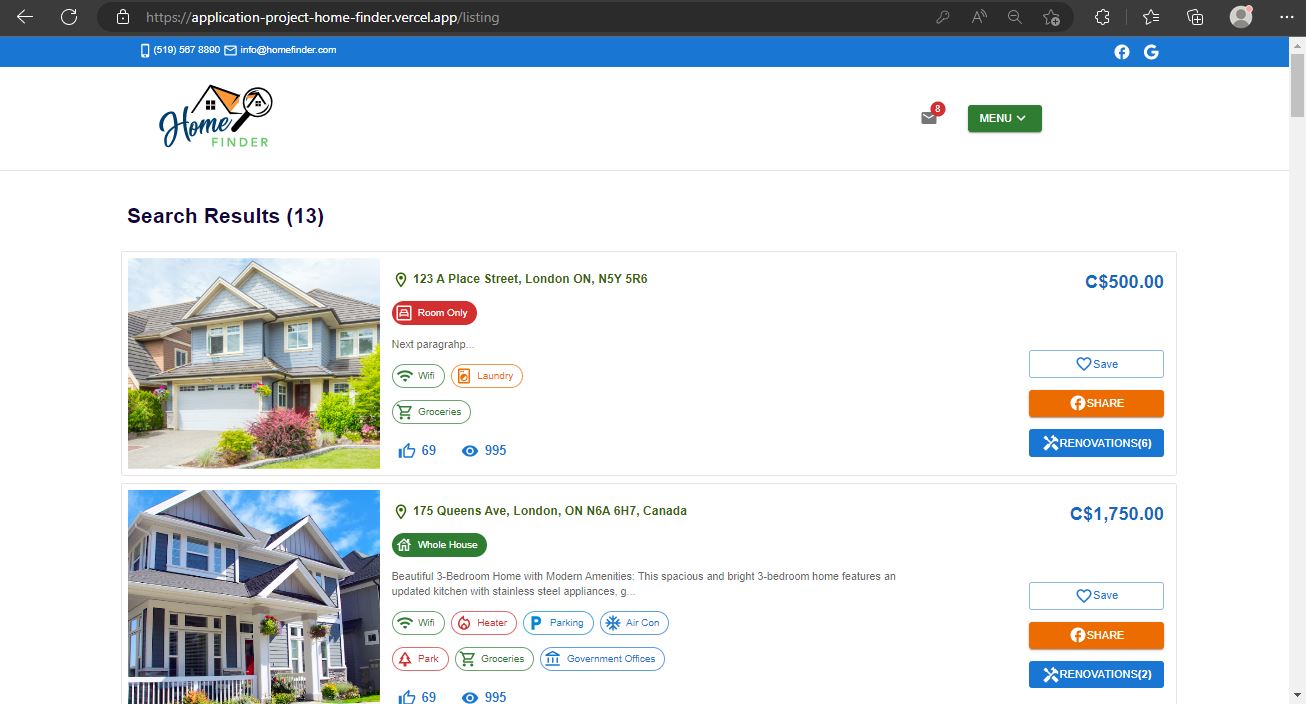 https://application-project-home-finder.vercel.app/listing
(519) 567 8890 info@homefinder.com
Home
FINDER
8
MENU
Search Results (13)
123 A Place Street, London ON, N5Y 5R6
C$500.00
Room Only
Next paragrahp...
Wifi Laundry
Save
Groceries
SHARE
69 995
RENOVATIONS(6)
175 Queens Ave, London, ON N6A 6H7, Canada
C$1,750.00
Whole House
Beautiful 3-Bedroom Home with Modern Amenities: This spacious and bright 3-bedroom home features an
updated kitchen with stainless steel appliances, g...
Save
Wifi Heater Parking Air Con
SHARE
Park Groceries Government Offices
RENOVATIONS(2)
69 995